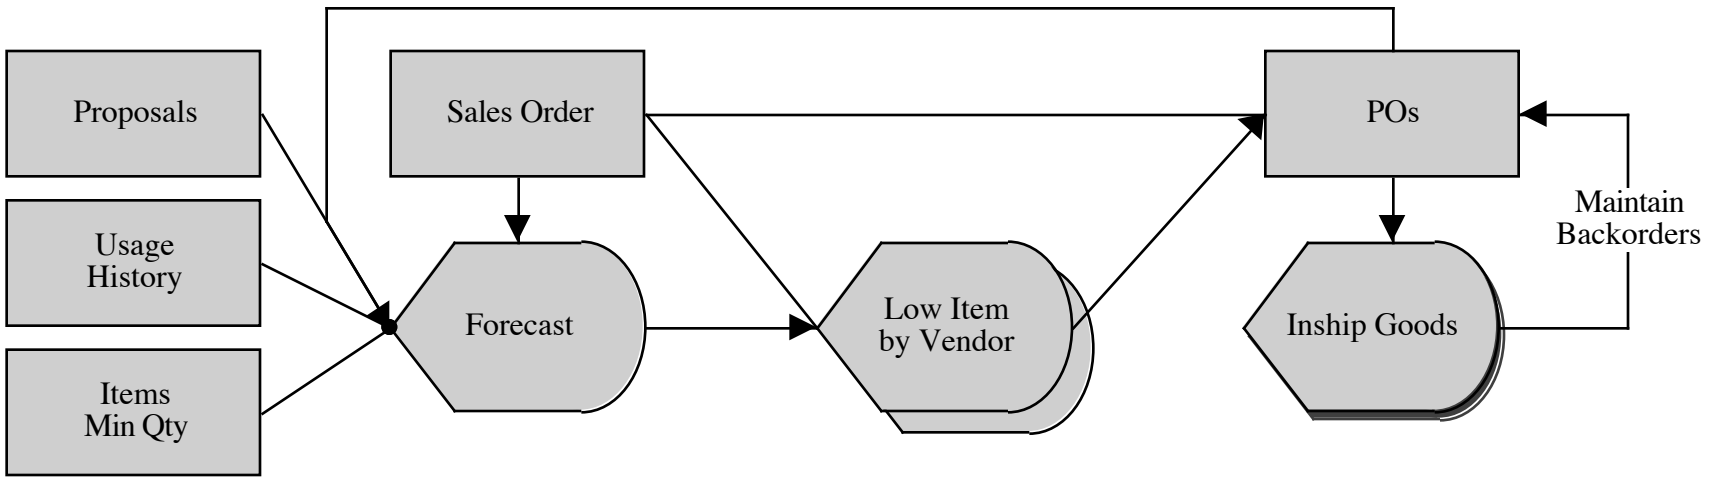 Proposals
Sales Order
POs
Usage
History
Maintain
Backorders
Forecast
Low Item
by Vendor
Inship Goods
Items
Min Qty